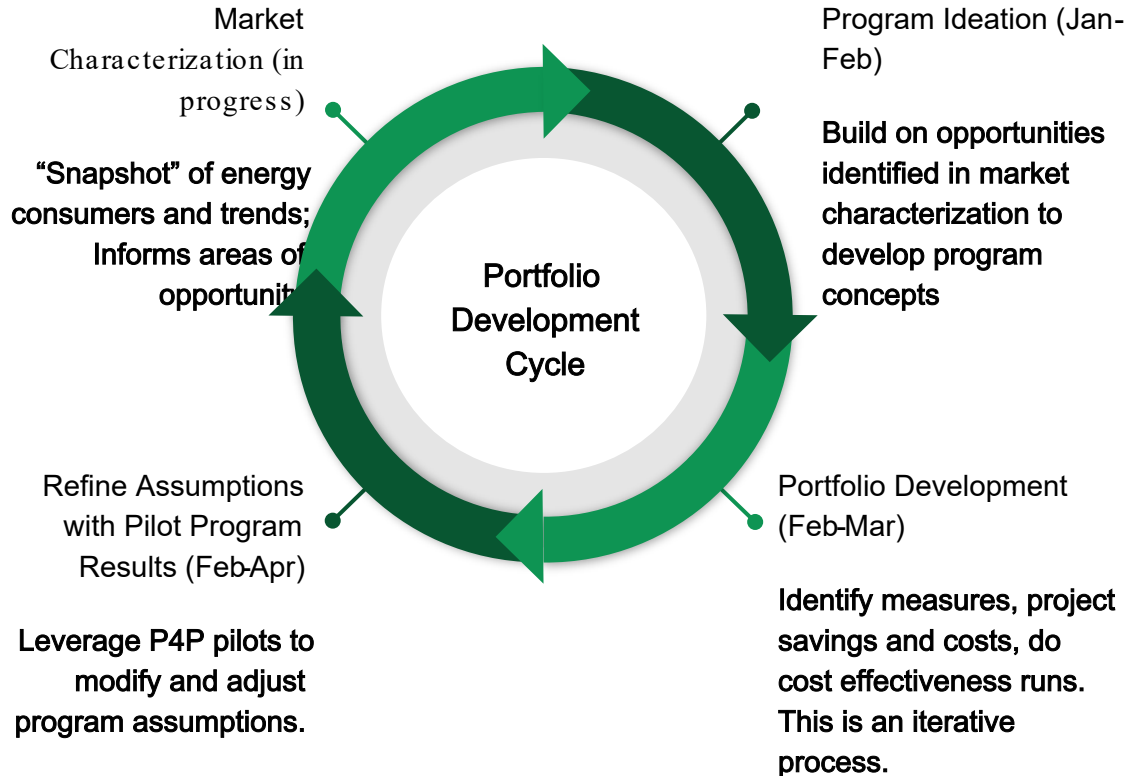 Market
Characterization (in
progress)
“Snapshot” of energy
consumers and trends;
Informs areas of
opportunity
Program Ideation (Jan-
Feb)
Build on opportunities
identified in market
characterization to
develop program
concepts
Portfolio
Development
Cycle
Refine Assumptions
with Pilot Program
Results (Feb-Apr)
Leverage P4P pilots to
modify and adjust
program assumptions.
Portfolio Development
(Feb-Mar)
Identify measures, project
savings and costs, do
cost effectiveness runs.
This is an iterative
process.